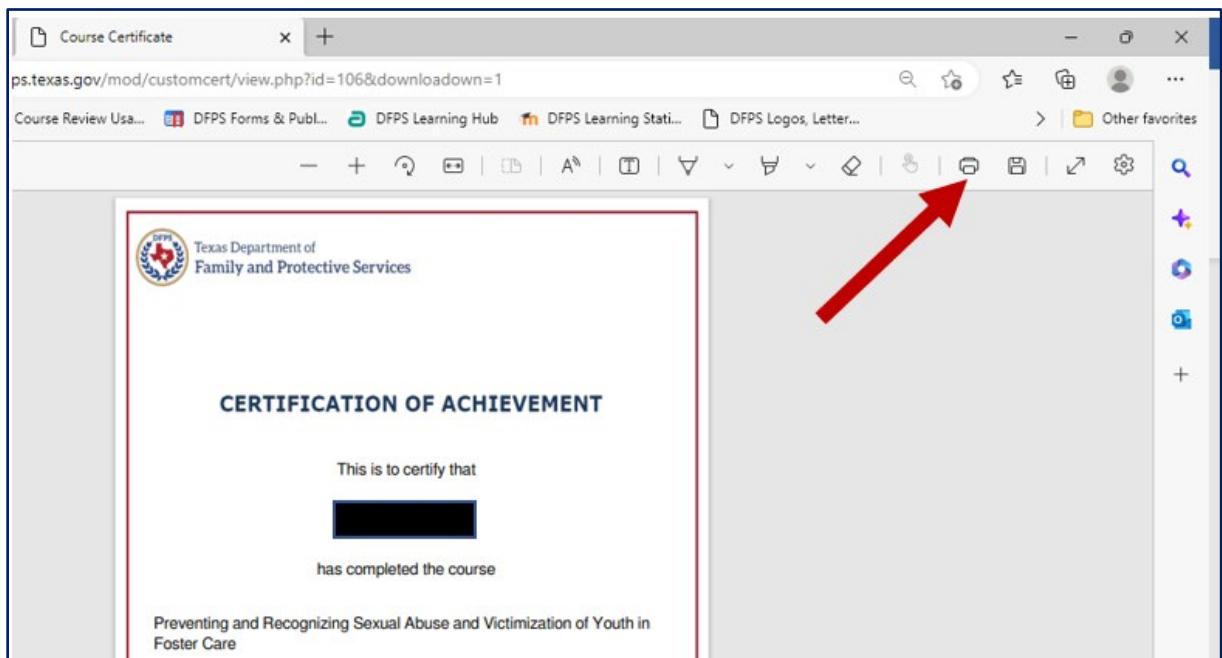 Course Certificate
ps.texas.gov/mod/customcert/view.php?id=106&downloadown=1
Course Review Usa... DFPS Forms & Publ... DFPS Learning Hub DFPS Learning Stati... DFPS Logos, Letter... Other favorites
DFPS
Texas Department of
Family and Protective Services
CERTIFICATION OF ACHIEVEMENT
This is to certify that
has completed the course
Preventing and Recognizing Sexual Abuse and Victimization of Youth in
Foster Care